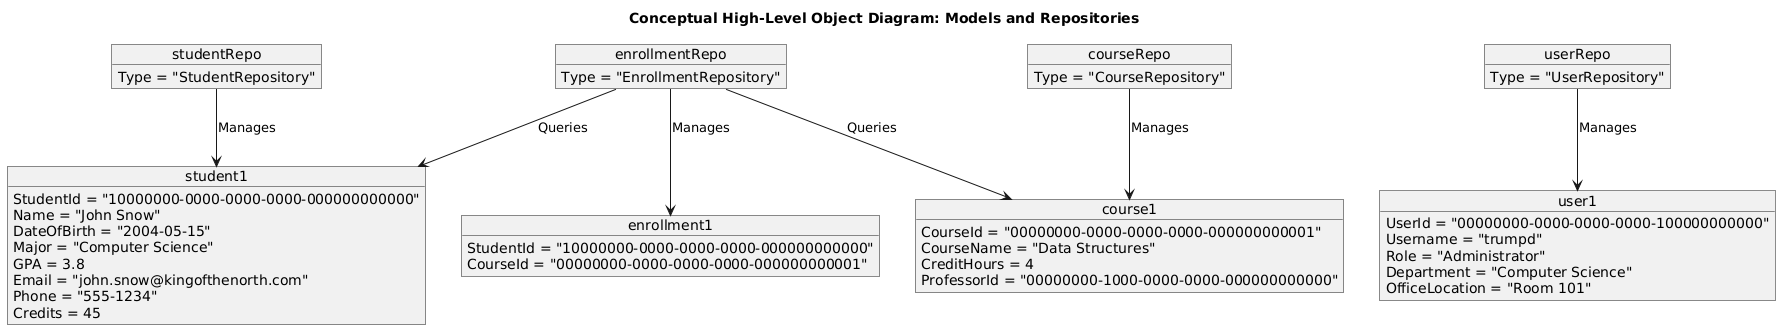 Conceptual High-Level Object Diagram: Models and Repositories
studentRepo
Type = "StudentRepository"
enrollmentRepo
Type = "EnrollmentRepository"
courseRepo
Type = "CourseRepository"
userRepo
Type = "UserRepository"
Manages
Queries
Manages
Queries
Manages
Manages
student1
StudentId = "10000000-0000-0000-0000-000000000000"
Name = "John Snow"
DateOfBirth = "2004-05-15"
Major = "Computer Science"
GPA = 3.8
Email = "john.snow@kingofthenorth.com"
Phone = "555-1234"
Credits = 45
enrollment1
StudentId = "10000000-0000-0000-0000-000000000000"
CourseId = "00000000-0000-0000-0000-000000000001"
course1
CourseId = "00000000-0000-0000-0000-000000000001"
CourseName = "Data Structures"
CreditHours = 4
ProfessorId = "00000000-1000-0000-0000-000000000000"
user1
UserId = "00000000-0000-0000-0000-100000000000"
Username = "trumpd"
Role = "Administrator"
Department = "Computer Science"
OfficeLocation = "Room 101"